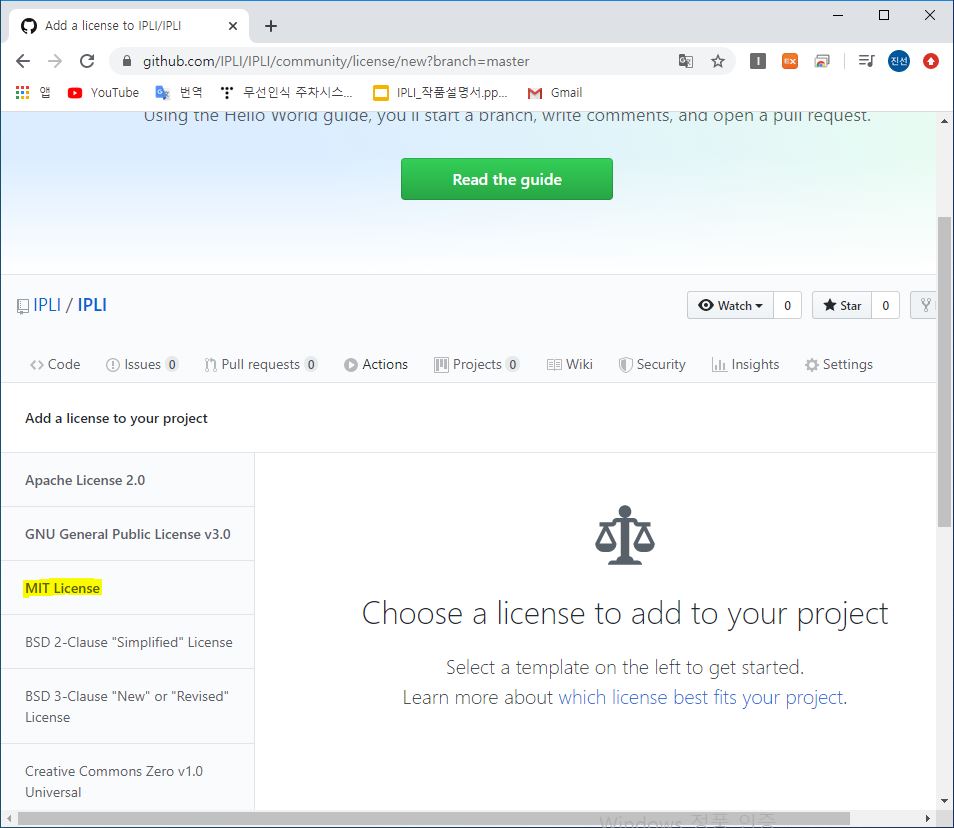 Add a license to IPLI/IPLI
github.com/IPLI/IPLI/community/license/new?branch=master
EX
진선
앱
YouTube
번역
무선인식 주차시스...
IPLI_작품설명서.pp...
Gmail
Using the Hello World guide, you'll start a branch, write comments, and open a pull request.
Read the guide
IPLI / IPLI
Watch 0
Star 0
Code
Issues 0
Pull requests 0
Actions
Projects 0
Wiki
Security
Insights
Settings
Add a license to your project
Apache License 2.0
GNU General Public License v3.0
MIT License
BSD 2-Clause "Simplified" License
BSD 3-Clause "New" or "Revised"
License
Creative Commons Zero v1.0
Universal
Choose a license to add to your project
Select a template on the left to get started.
Learn more about which license best fits your project.
Windows 정품 인증